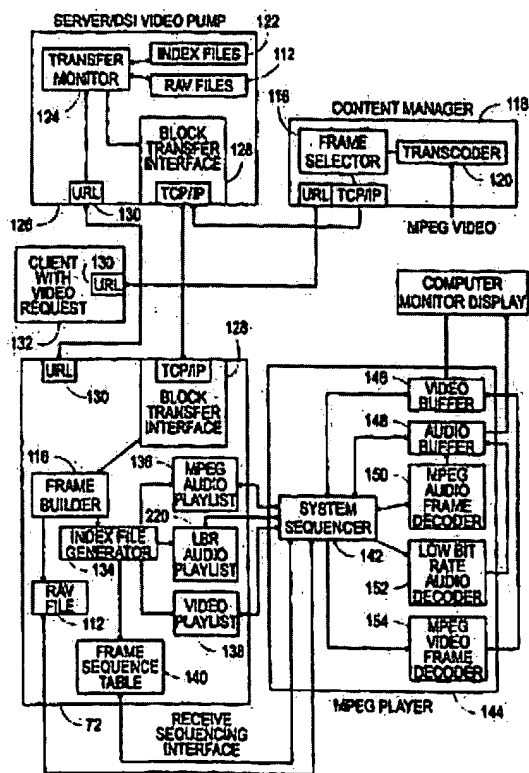 SERVER/DSI VIDEO PUMP
122
INDEX FILES
112
TRANSFER
MONITOR
RAV FILES
124
116
CONTENT MANAGER
118
BLOCK
TRANSFER
INTERFACE
128
FRAME
SELECTOR
TRANSCODER
120
URL
130
TCP/IP
URL
TCP/IP
126
MPEG VIDEO
CLIENT
WITH
VIDEO
REQUEST
130
URL
132
COMPUTER
MONITOR DISPLAY
128
URL
130
TCP/IP
BLOCK
TRANSFER
INTERFACE
146
VIDEO
BUFFER
148
AUDIO
BUFFER
116
FRAME
BUILDER
136
MPEG
AUDIO
PLAYLIST
150
MPEG
AUDIO
FRAME
DECODER
220
SYSTEM
SEQUENCER
INDEX FILE
GENERATOR
134
LBR
AUDIO
PLAYLIST
142
LOW BIT
RATE
AUDIO
DECODER
152
RAV
FILE
112
VIDEO
PLAYLIST
138
154
MPEG
VIDEO
FRAME
DECODER
FRAME
SEQUENCE
TABLE
140
72
RECEIVE
SEQUENCING
INTERFACE
MPEG PLAYER
144